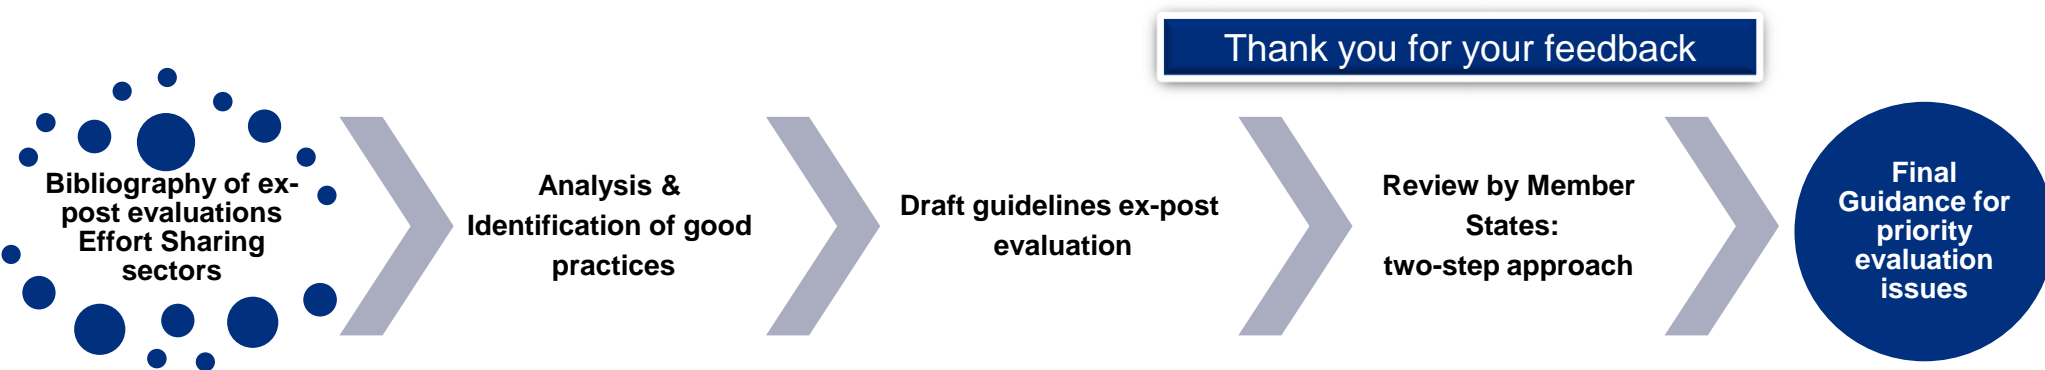 Thank you for your feedback
Bibliography of ex-
post evaluations
Effort Sharing
sectors
Analysis &
Identification of good
practices
Draft guidelines ex-post
evaluation
Review by Member
States:
two-step approach
Final
Guidance for
priority
evaluation
issues